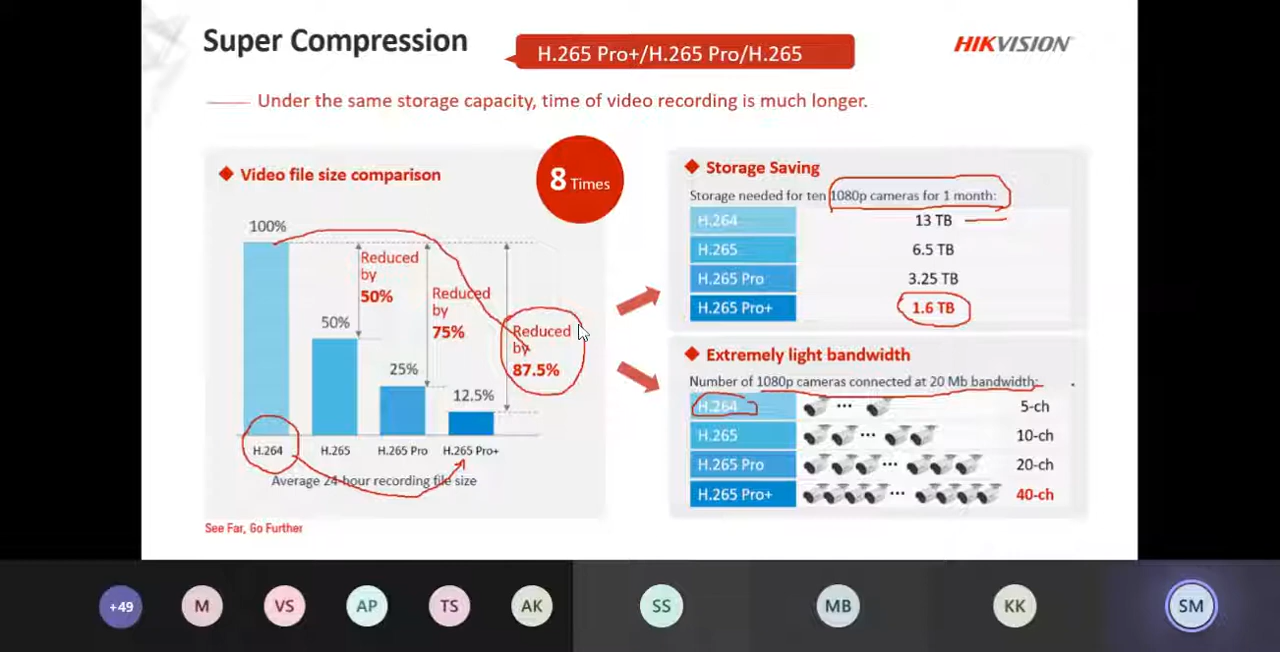 Super Compression
H.265 Pro+/H.265 Pro/H.265
HIKVISION
Under the same storage capacity, time of video recording is much longer.
Video file size comparison
8 Times
100%
Reduced
by
50%
50%
Reduced
by
75%
25%
Reduced
by
87.5%
12.5%
H.264
H.265
H.265 Pro
H.265 Pro+
Average 24-hour recording file size
Storage Saving
Storage needed for ten 1080p cameras for 1 month:
H.264 13 TB
H.265 6.5 TB
H.265 Pro 3.25 TB
H.265 Pro+ 1.6 TB
Extremely light bandwidth
Number of 1080p cameras connected at 20 Mb bandwidth:
H.264 ... 5-ch
H.265 ... 10-ch
H.265 Pro ... 20-ch
H.265 Pro+ ... 40-ch
See Far, Go Further
+49
M
VS
AP
TS
AK
SS
MB
KK
SM